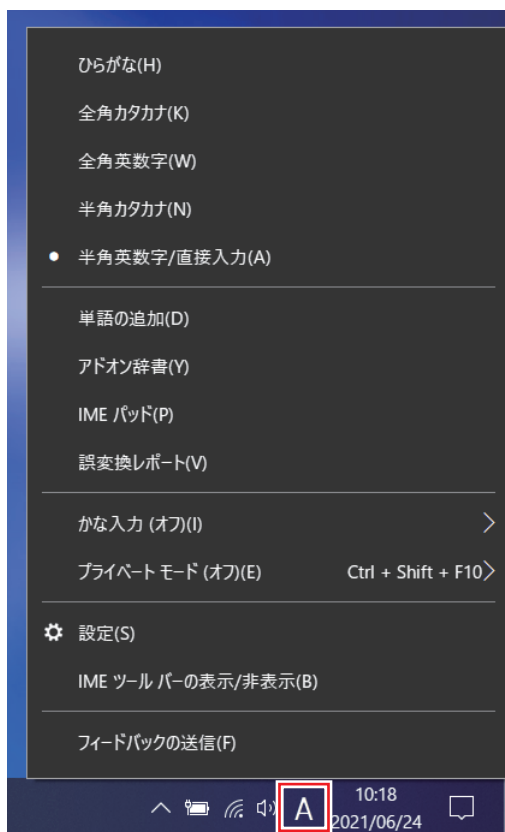 ひらがな(H)
全角カタカナ(K)
全角英数字(W)
半角カタカナ(N)
半角英数字/直接入力(A)
単語の追加(D)
アドオン辞書(Y)
IME パッド(P)
誤変換レポート(V)
かな入力 (オフ)(I)
プライベート モード (オフ)(E) Ctrl + Shift + F10
設定(S)
IME ツール バーの表示/非表示(B)
フィードバックの送信(F)
A 10:18
2021/06/24